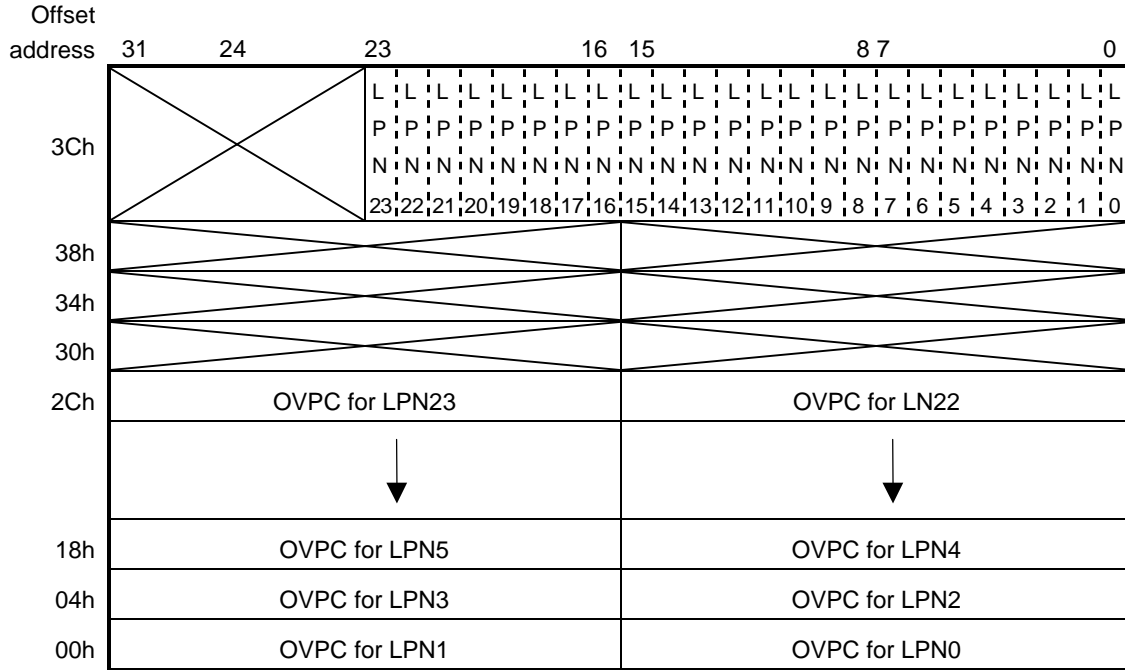 Offset
address 31 24 23 16 15 8 7 0
L L L L L L L L L L L L L L L L L L L L L L L L
P P P P P P P P P P P P P P P P P P P P P P P P
3Ch
N N N N N N N N N N N N N N N N N N N N N N N N
23 22 21 20 19 18 17 16 15 14 13 12 11 10 9 8 7 6 5 4 3 2 1 0
38h
34h
30h
2Ch OVPC for LPN23 OVPC for LN22
18h OVPC for LPN5 OVPC for LPN4
04h OVPC for LPN3 OVPC for LPN2
00h OVPC for LPN1 OVPC for LPN0